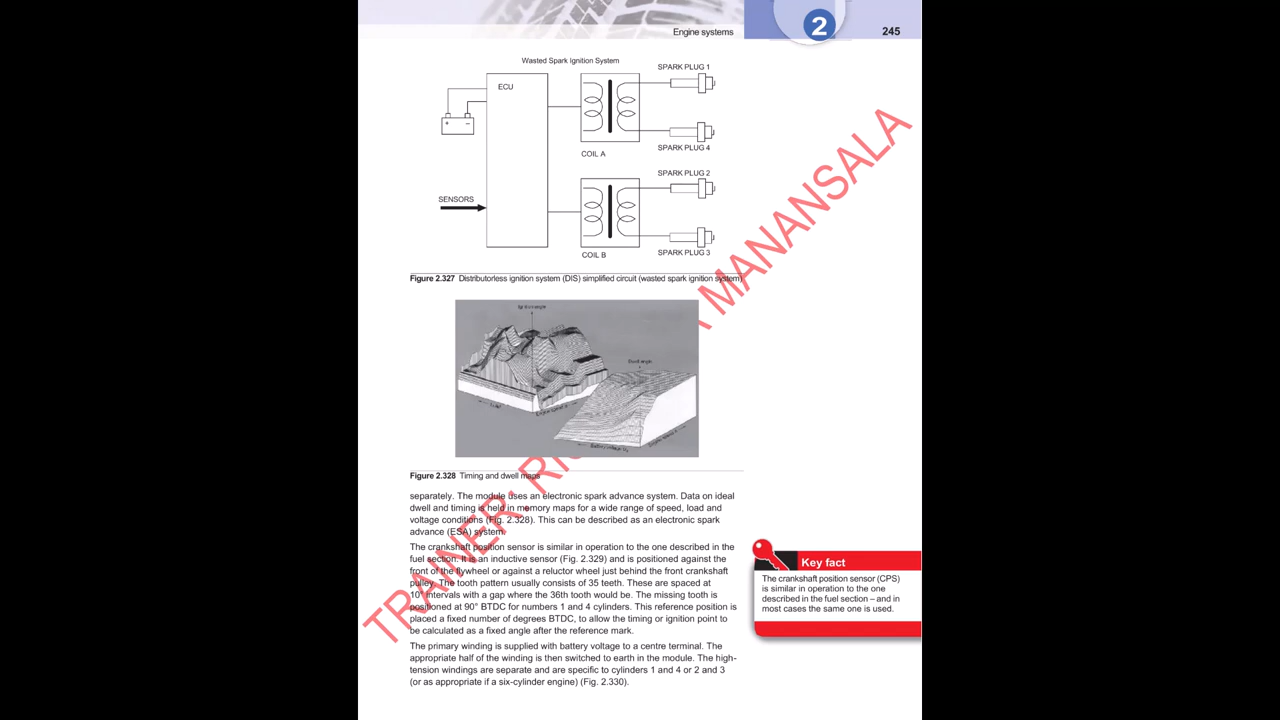 Engine systems
2
245
Wasted Spark Ignition System
SPARK PLUG 1
ECU
+ −
SPARK PLUG 4
COIL A
SPARK PLUG 2
SENSORS
SPARK PLUG 3
COIL B
Figure 2.327 Distributorless ignition system (DIS) simplified circuit (wasted spark ignition system)
Dwell angle
Figure 2.328 Timing and dwell maps
separately. The module uses an electronic spark advance system. Data on ideal
dwell and timing is held in memory maps for a wide range of speed, load and
voltage conditions (Fig. 2.328). This can be described as an electronic spark
advance (ESA) system.
The crankshaft position sensor is similar in operation to the one described in the
fuel section. It is an inductive sensor (Fig. 2.329) and is positioned against the
front of the flywheel or against a reluctor wheel just behind the front crankshaft
pulley. The tooth pattern usually consists of 35 teeth. These are spaced at
10° intervals with a gap where the 36th tooth would be. The missing tooth is
positioned at 90° BTDC for numbers 1 and 4 cylinders. This reference position is
placed a fixed number of degrees BTDC, to allow the timing or ignition point to
be calculated as a fixed angle after the reference mark.
The primary winding is supplied with battery voltage to a centre terminal. The
appropriate half of the winding is then switched to earth in the module. The high-
tension windings are separate and are specific to cylinders 1 and 4 or 2 and 3
(or as appropriate if a six-cylinder engine) (Fig. 2.330).
Key fact
The crankshaft position sensor (CPS)
is similar in operation to the one
described in the fuel section – and in
most cases the same one is used.
TRAINER: MANANSALA